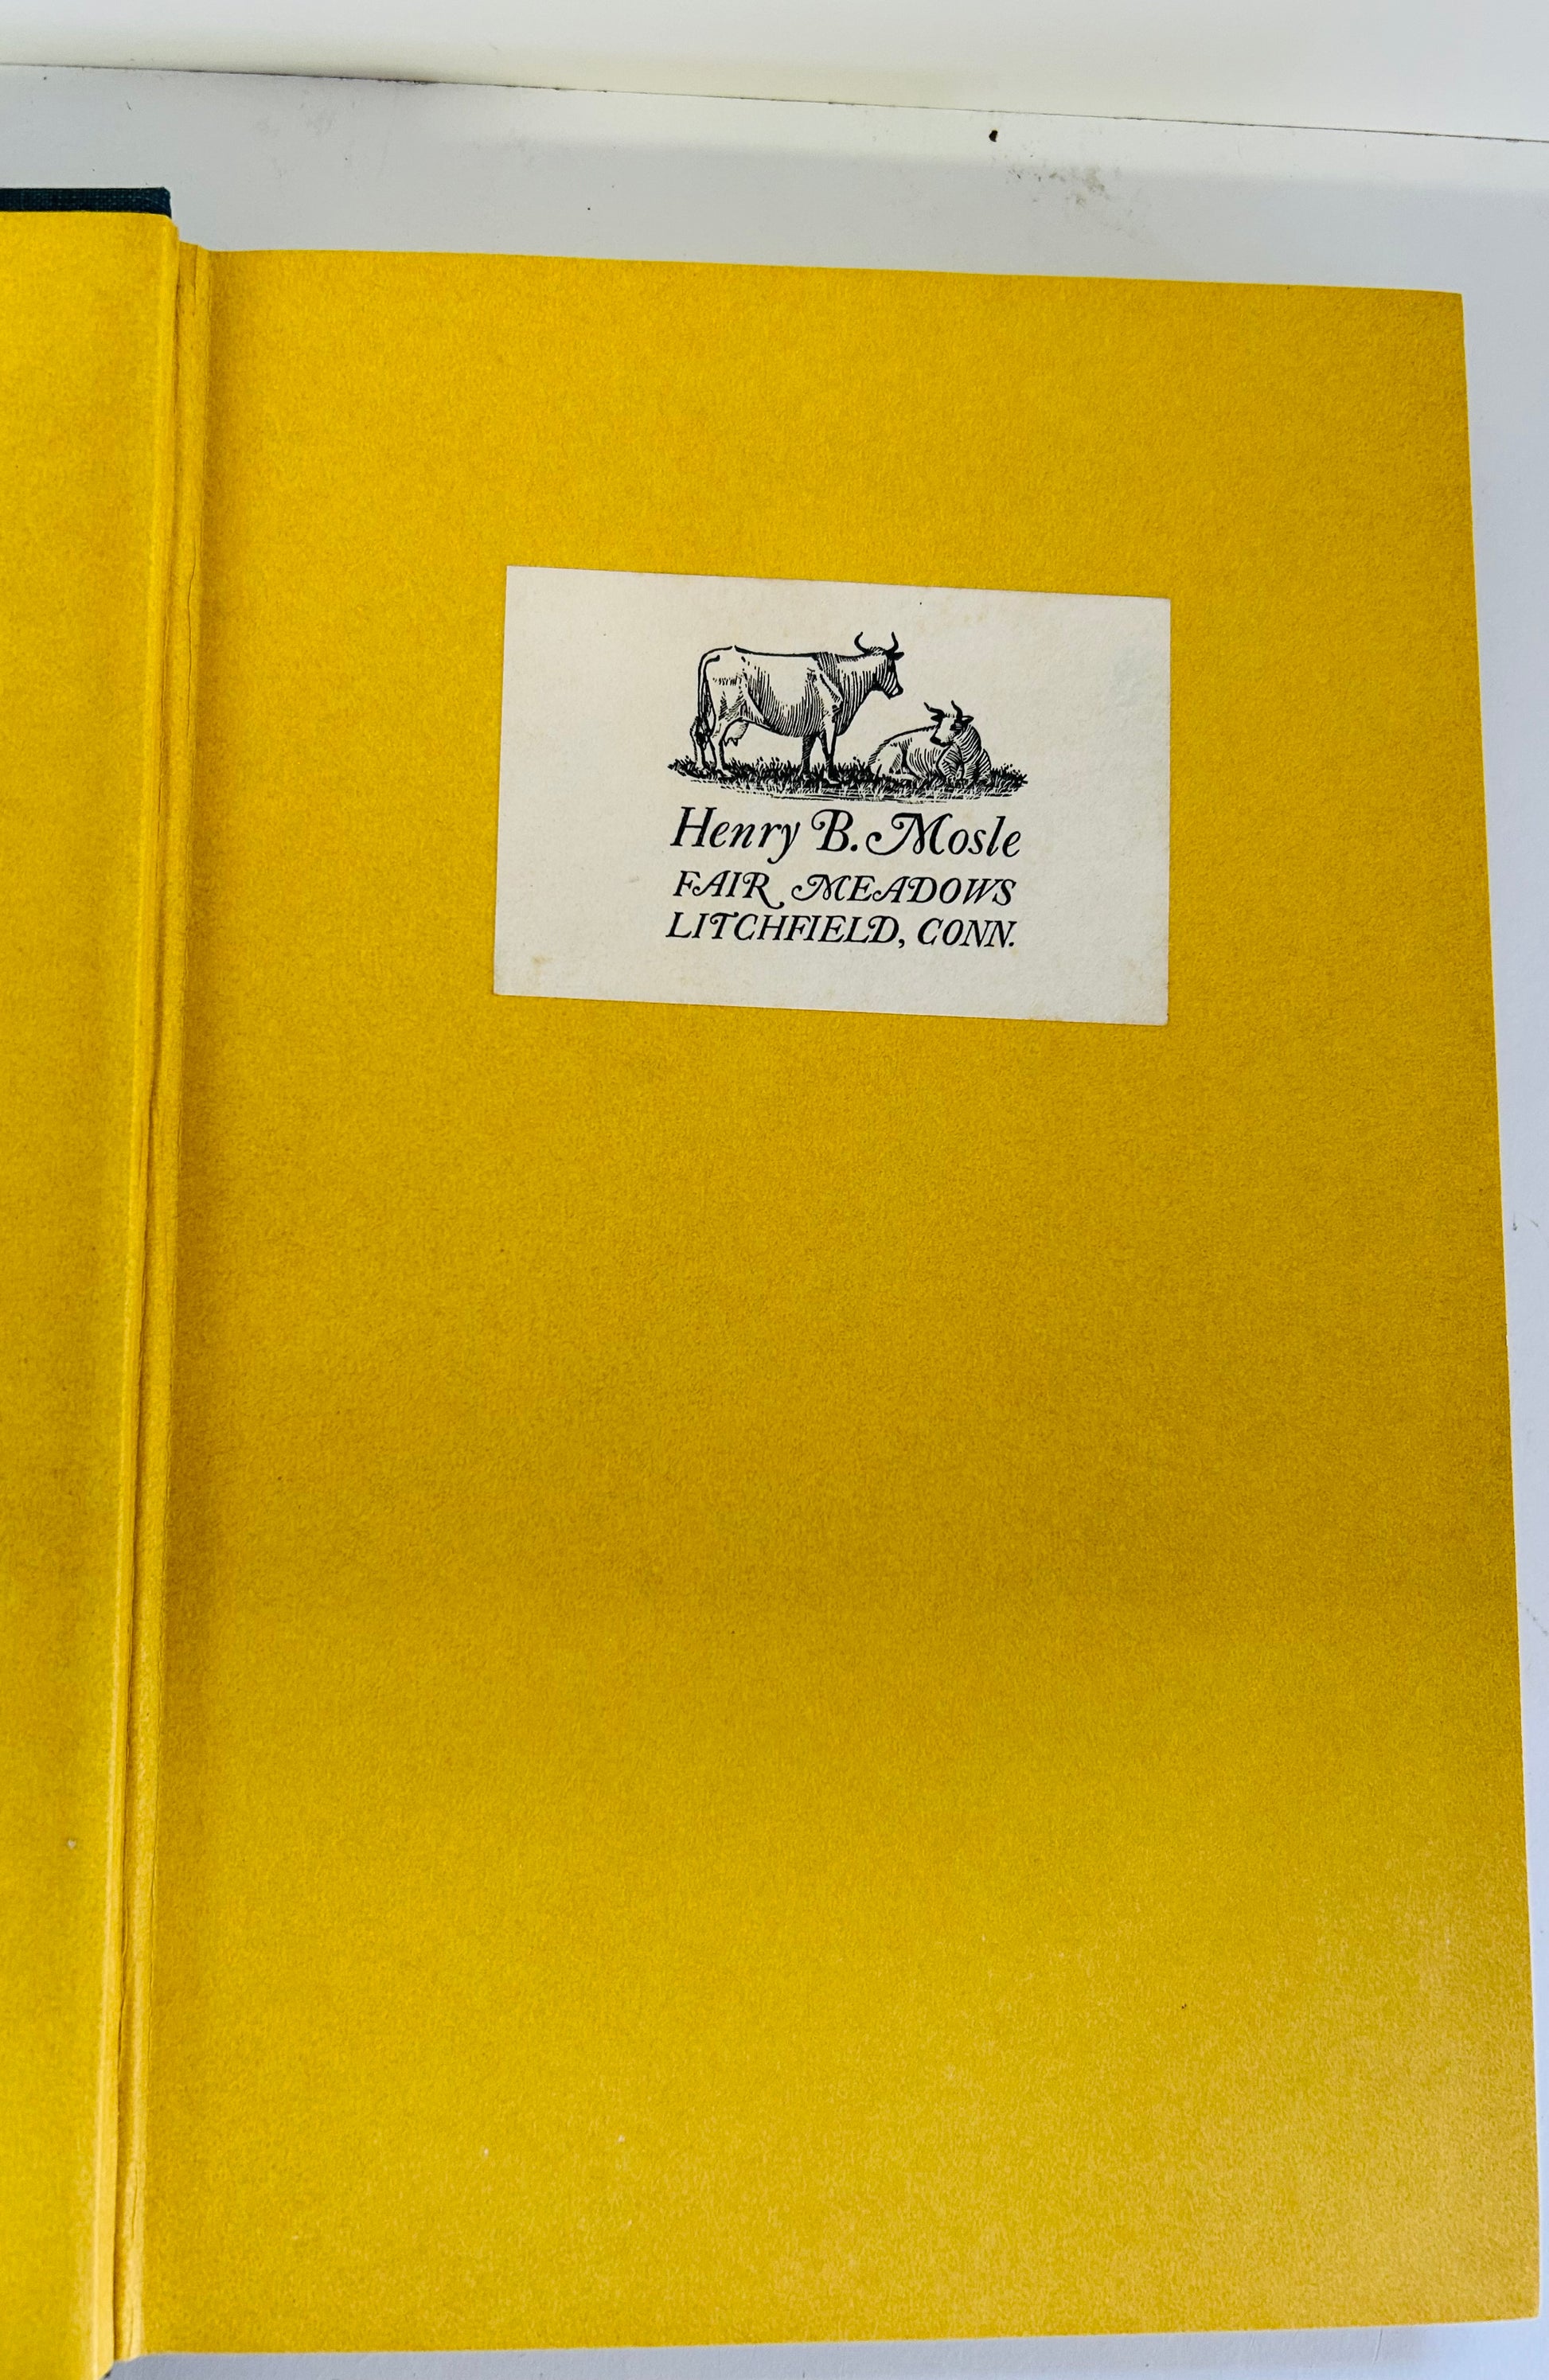 Henry B. Mosle
FAIR MEADOWS
LITCHFIELD, CONN.